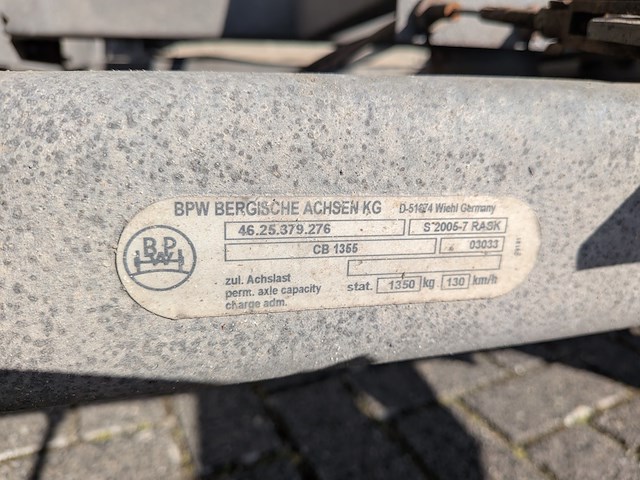 BPW BERGISCHE ACHSEN KG D-51674 Wiehl Germany
46.25.379.276 S 2005-7 RASK
CB 1355 03033
BPW
zul. Achslast
perm. axle capacity stat. 1350 kg 130 km/h
charge adm.